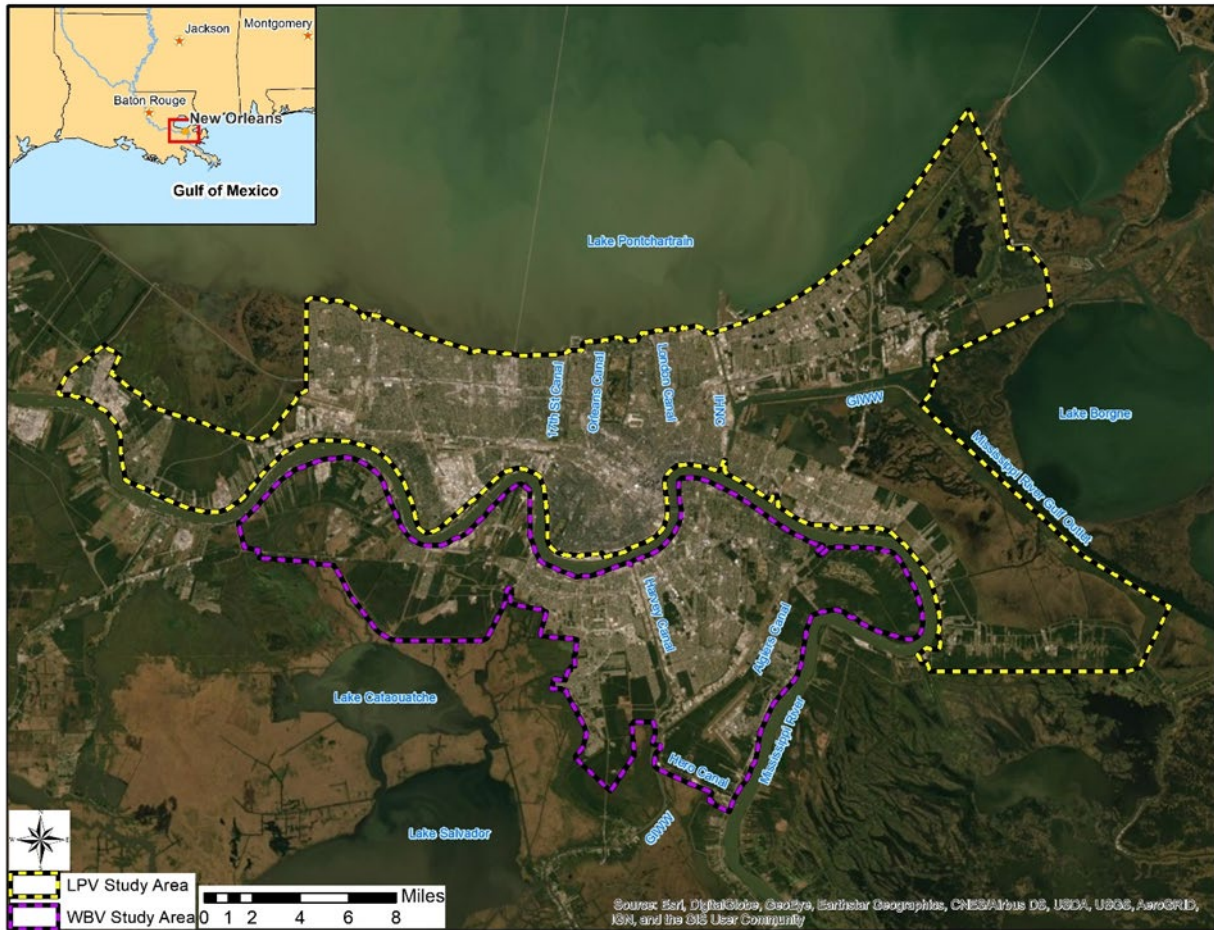 Jackson
Montgomery
Baton Rouge
New Orleans
Gulf of Mexico
Lake Pontchartrain
17th St Canal
Orleans Canal
London Canal
IHNC
GIWW
Lake Borgne
Mississippi River Gulf Outlet
Harvey Canal
Algiers Canal
Lake Cataouatche
Mississippi River
Hero Canal
Lake Salvador
GIWW
LPV Study Area
WBV Study Area
Miles
0 1 2 4 6 8
Source: Esri, DigitalGlobe, GeoEye, Earthstar Geographics, CNES/Airbus DS, USDA, USGS, AeroGRID,
IGN, and the GIS User Community